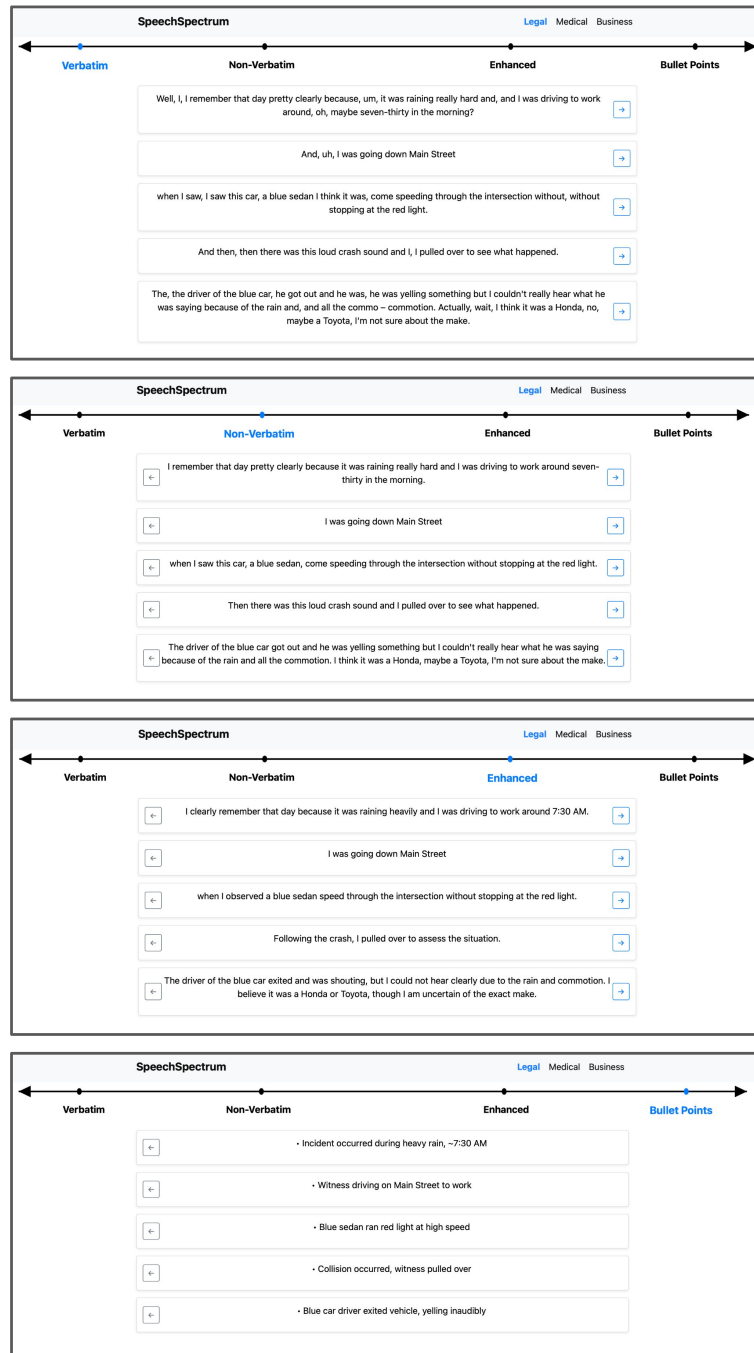 SpeechSpectrum Legal Medical Business
Verbatim Non-Verbatim Enhanced Bullet Points
Well, I, I remember that day pretty clearly because, um, it was raining really hard and, and I was driving to work
around, oh, maybe seven-thirty in the morning?
→
And, uh, I was going down Main Street
→
when I saw, I saw this car, a blue sedan I think it was, come speeding through the intersection without, without
stopping at the red light.
→
And then, then there was this loud crash sound and I, I pulled over to see what happened.
→
The, the driver of the blue car, he got out and he was, he was yelling something but I couldn't really hear what he
was saying because of the rain and, and all the commo – commotion. Actually, wait, I think it was a Honda, no,
maybe a Toyota, I'm not sure about the make.
→
SpeechSpectrum Legal Medical Business
Verbatim Non-Verbatim Enhanced Bullet Points
I remember that day pretty clearly because it was raining really hard and I was driving to work around seven-
thirty in the morning.
← →
I was going down Main Street
← →
when I saw this car, a blue sedan, come speeding through the intersection without stopping at the red light.
← →
Then there was this loud crash sound and I pulled over to see what happened.
← →
The driver of the blue car got out and he was yelling something but I couldn't really hear what he was saying
because of the rain and all the commotion. I think it was a Honda, maybe a Toyota, I'm not sure about the make.
← →
SpeechSpectrum Legal Medical Business
Verbatim Non-Verbatim Enhanced Bullet Points
I clearly remember that day because it was raining heavily and I was driving to work around 7:30 AM.
← →
I was going down Main Street
← →
when I observed a blue sedan speed through the intersection without stopping at the red light.
← →
Following the crash, I pulled over to assess the situation.
← →
The driver of the blue car exited and was shouting, but I could not hear clearly due to the rain and commotion. I
believe it was a Honda or Toyota, though I am uncertain of the exact make.
← →
SpeechSpectrum Legal Medical Business
Verbatim Non-Verbatim Enhanced Bullet Points
← • Incident occurred during heavy rain, ~7:30 AM
← • Witness driving on Main Street to work
← • Blue sedan ran red light at high speed
← • Collision occurred, witness pulled over
← • Blue car driver exited vehicle, yelling inaudibly